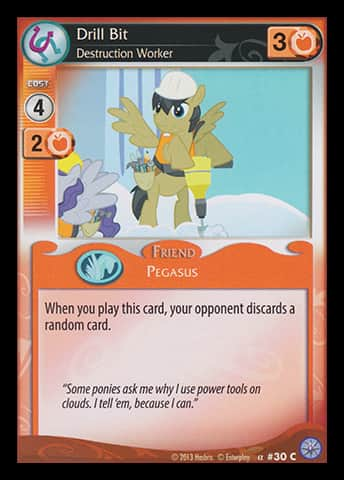 Drill Bit
Destruction Worker
3
COST
4
2
FRIEND
PEGASUS
When you play this card, your opponent discards a
random card.
“Some ponies ask me why I use power tools on
clouds. I tell ‘em, because I can.”
© 2013 Hasbro. © Enterplay α #30 C